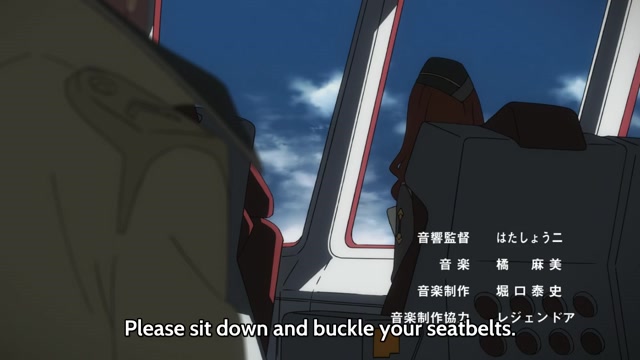 音響監督 はたしょう二
音楽 橘 麻美
音楽制作 堀口泰史
音楽制作協力 レジェンドア
Please sit down and buckle your seatbelts.